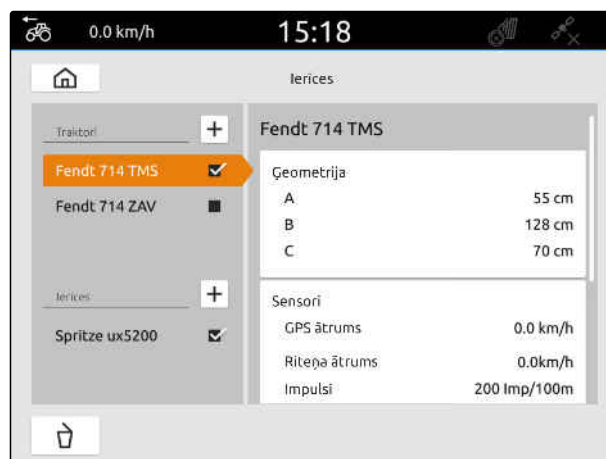 0.0 km/h 15:18
Ierīces
Traktori
Fendt 714 TMS
Fendt 714 ZAV
Ierīces
Spritze ux5200
Fendt 714 TMS
Ģeometrija
A 55 cm
B 128 cm
C 70 cm
Sensori
GPS ātrums 0.0 km/h
Riteņa ātrums 0.0km/h
Impulsi 200 Imp/100m